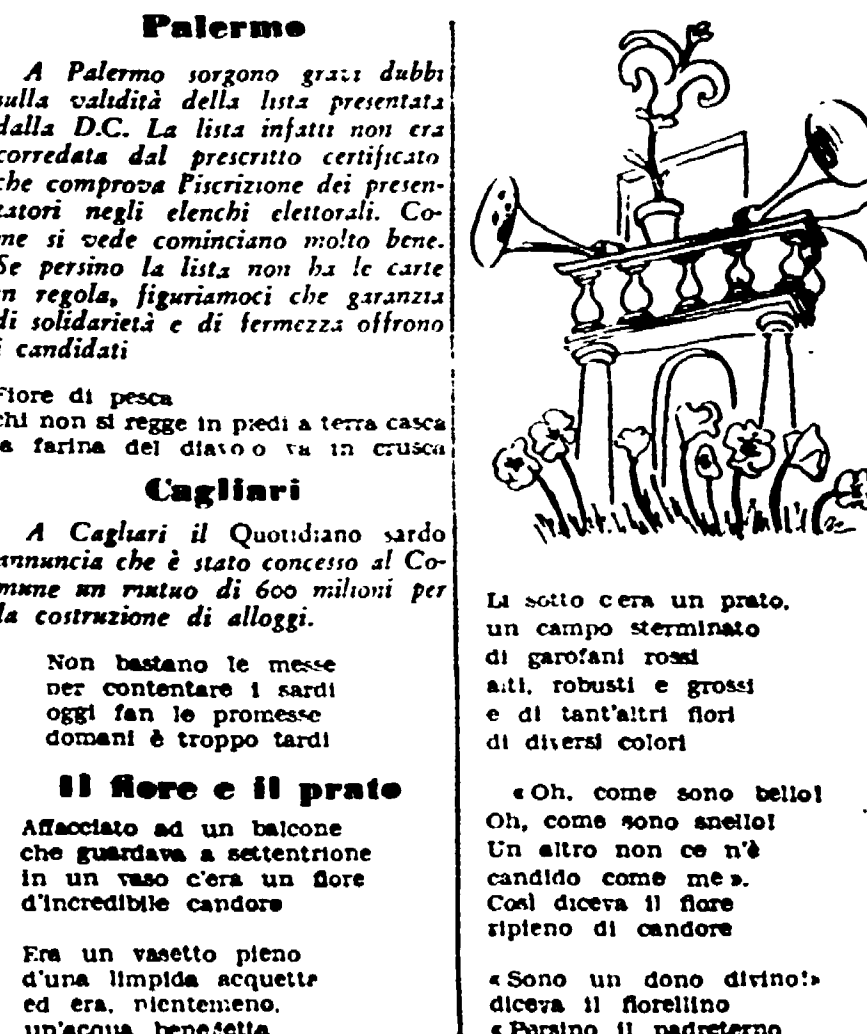 Palermo
A Palermo sorgono gravi dubbi
sulla validità della lista presentata
dalla D.C. La lista infatti non era
corredata dal prescritto certificato
che comprova l'iscrizione dei presen-
tatori negli elenchi elettorali. Co-
me si vede cominciano molto bene.
Se persino la lista non ha le carte
in regola, figuriamoci che garanzia
di solidarietà e di fermezza offrono
i candidati
Fiore di pesca
chi non si regge in piedi a terra casca
la farina del diavolo va in crusca
Cagliari
A Cagliari il Quotidiano sardo
annuncia che è stato concesso al Co-
mune un mutuo di 600 milioni per
la costruzione di alloggi.
Non bastano le messe
per contentare i sardi
oggi fan le promesse
domani è troppo tardi
Il fiore e il prato
Affacciato ad un balcone
che guardava a settentrione
in un vaso c'era un fiore
d'incredibile candore
Era un vasetto pieno
d'una limpida acquetta
ed era, nientemeno,
un'acqua benedetta
Li sotto c'era un prato,
un campo sterminato
di garofani rossi
alti, robusti e grossi
e di tant'altri fiori
di diversi colori
«Oh, come sono bello!
Oh, come sono snello!
Un altro non ce n'è
candido come me».
Così diceva il fiore
ripieno di candore
«Sono un dono divino!»
diceva il fiorellino
«Persino il padreterno